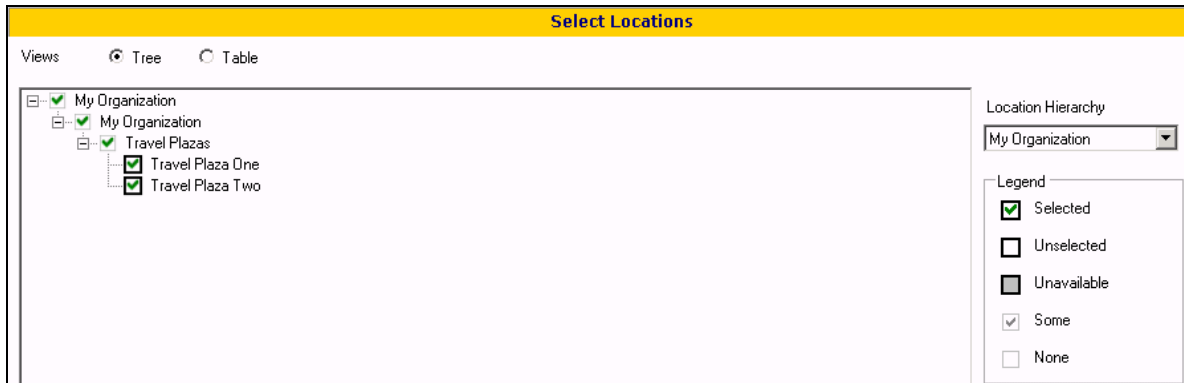 Select Locations
Views Tree Table
My Organization
My Organization
Travel Plazas
Travel Plaza One
Travel Plaza Two
Location Hierarchy
My Organization
Legend
Selected
Unselected
Unavailable
Some
None